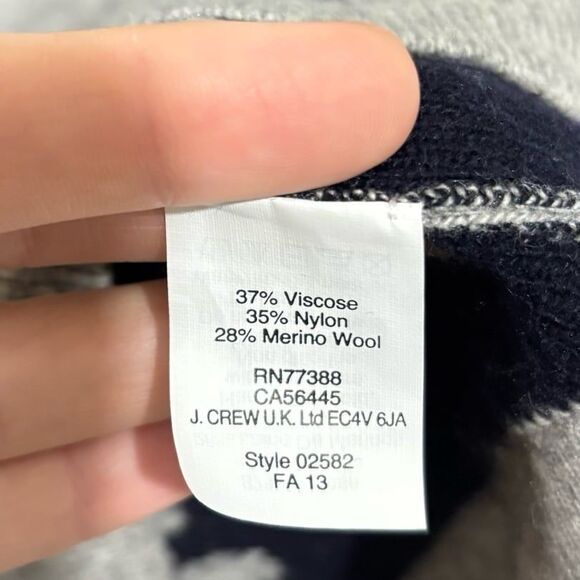 37% Viscose
35% Nylon
28% Merino Wool
RN77388
CA56445
J. CREW U.K. Ltd EC4V 6JA
Style 02582
FA 13